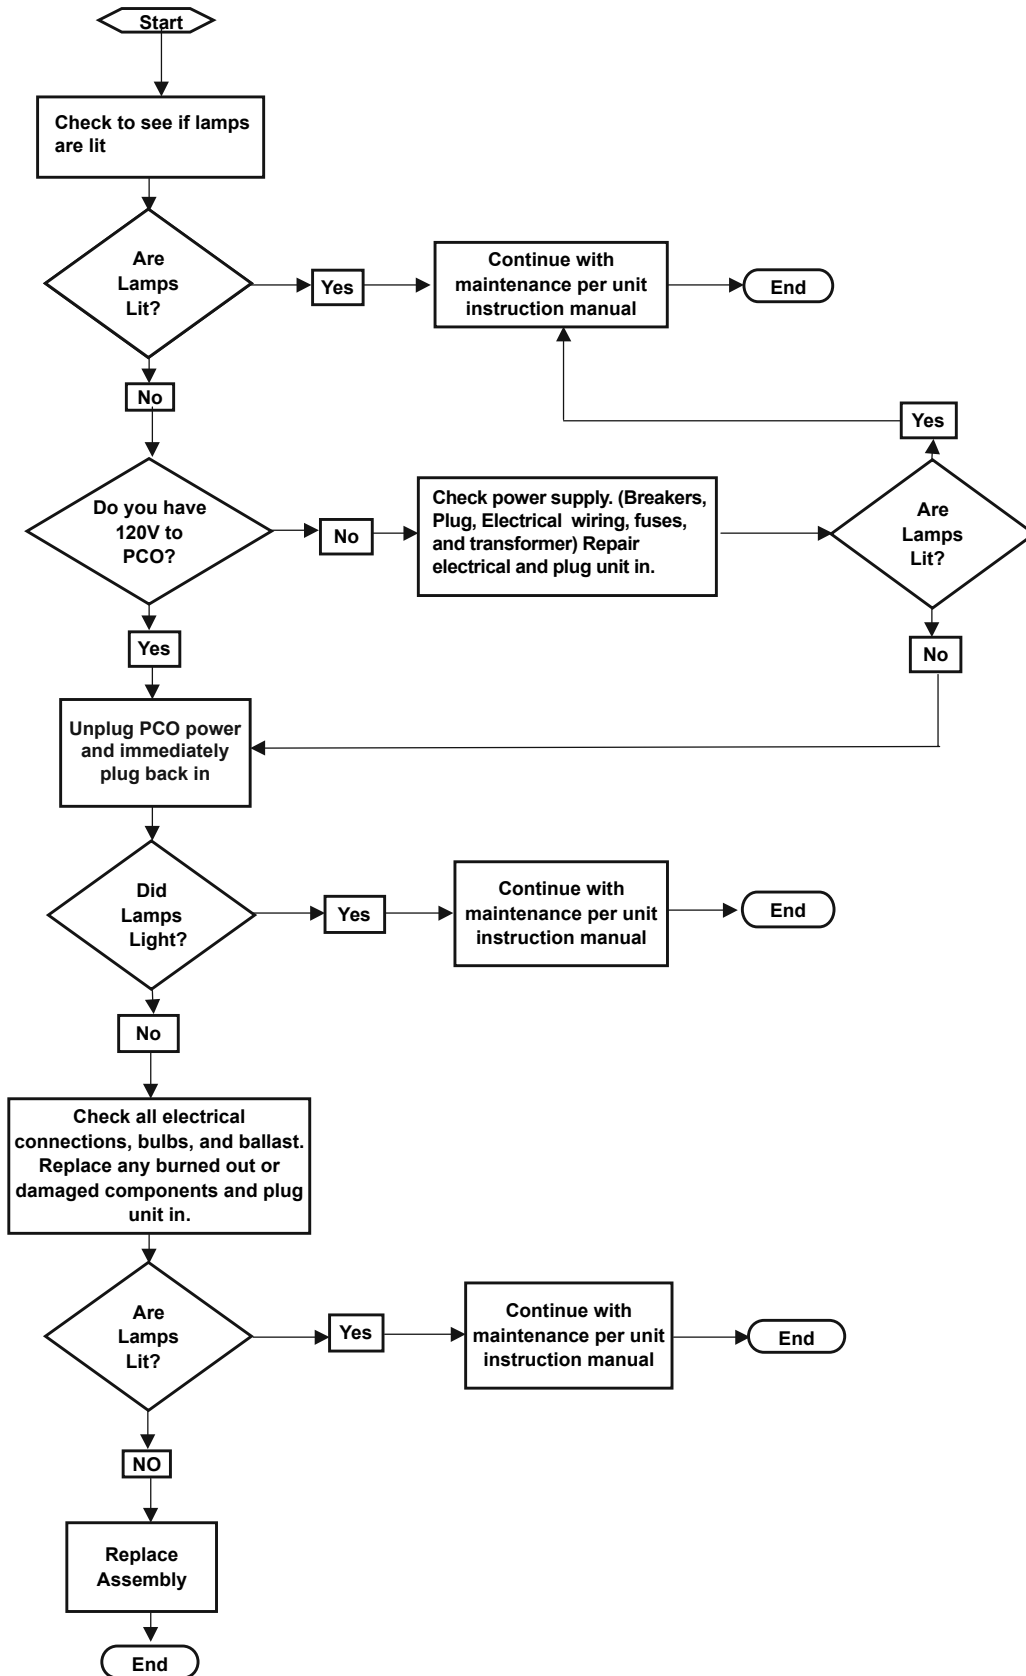 Start
Check to see if lamps
are lit
Are
Lamps
Lit?
Yes
Continue with
maintenance per unit
instruction manual
End
No
Yes
Do you have
120V to
PCO?
No
Check power supply. (Breakers,
Plug, Electrical wiring, fuses,
and transformer) Repair
electrical and plug unit in.
Are
Lamps
Lit?
Yes
No
Unplug PCO power
and immediately
plug back in
Did
Lamps
Light?
Yes
Continue with
maintenance per unit
instruction manual
End
No
Check all electrical
connections, bulbs, and ballast.
Replace any burned out or
damaged components and plug
unit in.
Are
Lamps
Lit?
Yes
Continue with
maintenance per unit
instruction manual
End
NO
Replace
Assembly
End